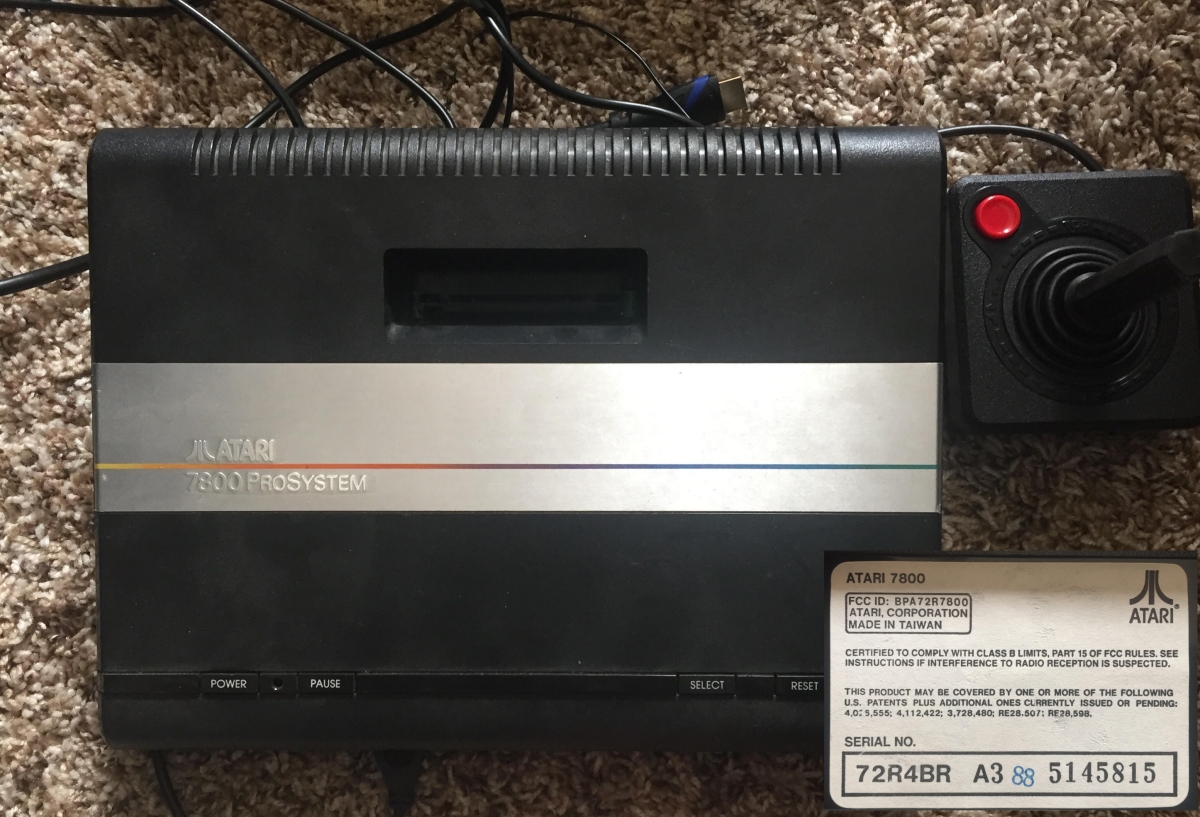 ATARI
7800 PROSYSTEM
POWER
PAUSE
SELECT
RESET
ATARI 7800
FCC ID: BPA72R7800
ATARI, CORPORATION
MADE IN TAIWAN
ATARI®
CERTIFIED TO COMPLY WITH CLASS B LIMITS, PART 15 OF FCC RULES. SEE
INSTRUCTIONS IF INTERFERENCE TO RADIO RECEPTION IS SUSPECTED.
THIS PRODUCT MAY BE COVERED BY ONE OR MORE OF THE FOLLOWING
U.S. PATENTS PLUS ADDITIONAL ONES CURRENTLY ISSUED OR PENDING:
4,112,422; 3,728,480; RE28.507; RE28,598.
SERIAL NO.
72R4BR A3 88 5145815